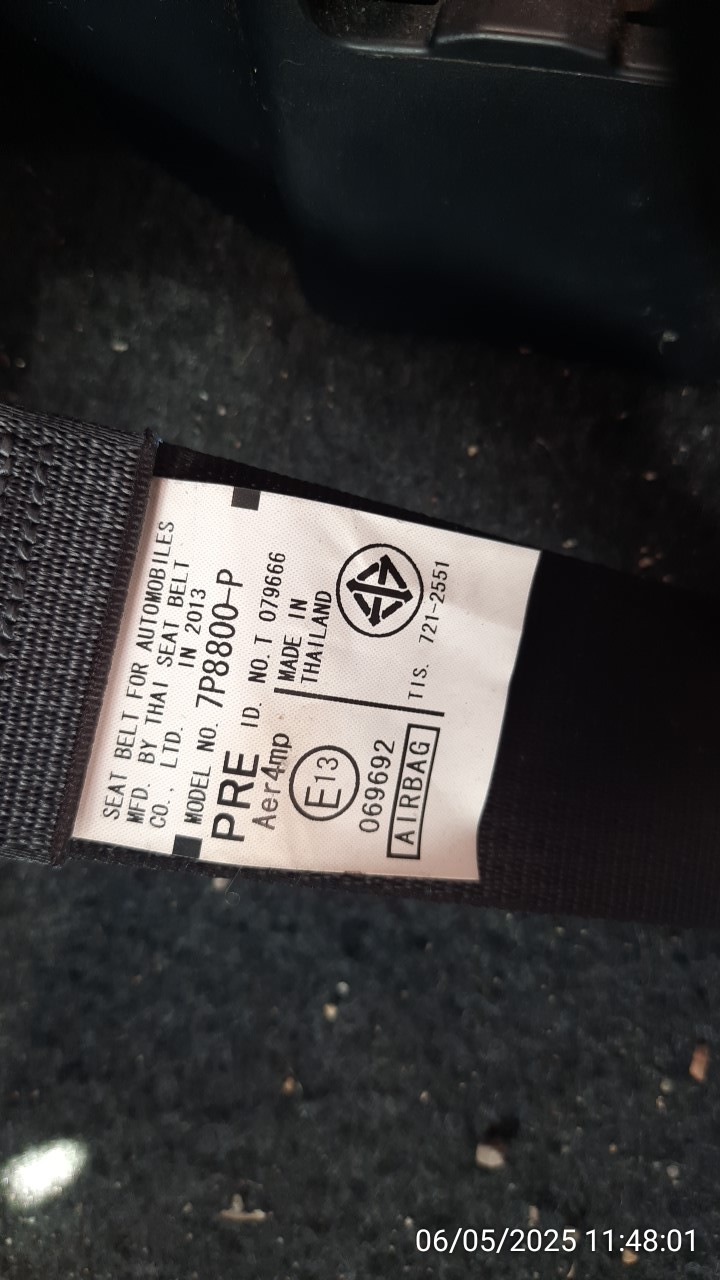 SEAT BELT FOR AUTOMOBILES
MFD. BY THAI SEAT BELT
CO., LTD. IN 2013
MODEL NO. 7P8800-P
PRE ID. NO. T 079666
Aer4mp
MADE IN
THAILAND
E13
069692
AIRBAG
TIS. 721-2551
06/05/2025 11:48:01